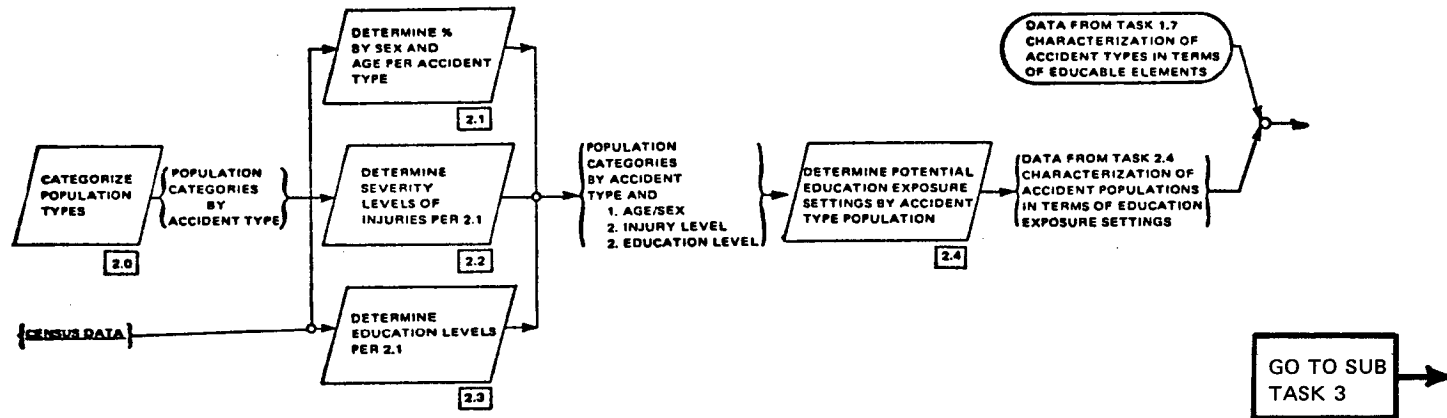 DETERMINE %
BY SEX AND
AGE PER ACCIDENT
TYPE
2.1
DATA FROM TASK 1.7
CHARACTERIZATION OF
ACCIDENT TYPES IN TERMS
OF EDUCABLE ELEMENTS
CATEGORIZE
POPULATION
TYPES
2.0
POPULATION
CATEGORIES
BY
ACCIDENT TYPE
DETERMINE
SEVERITY
LEVELS OF
INJURIES PER 2.1
2.2
POPULATION
CATEGORIES
BY ACCIDENT
TYPE AND
1. AGE/SEX
2. INJURY LEVEL
2. EDUCATION LEVEL
DETERMINE POTENTIAL
EDUCATION EXPOSURE
SETTINGS BY ACCIDENT
TYPE POPULATION
2.4
DATA FROM TASK 2.4
CHARACTERIZATION OF
ACCIDENT POPULATIONS
IN TERMS OF EDUCATION
EXPOSURE SETTINGS
CENSUS DATA
DETERMINE
EDUCATION LEVELS
PER 2.1
2.3
GO TO SUB
TASK 3